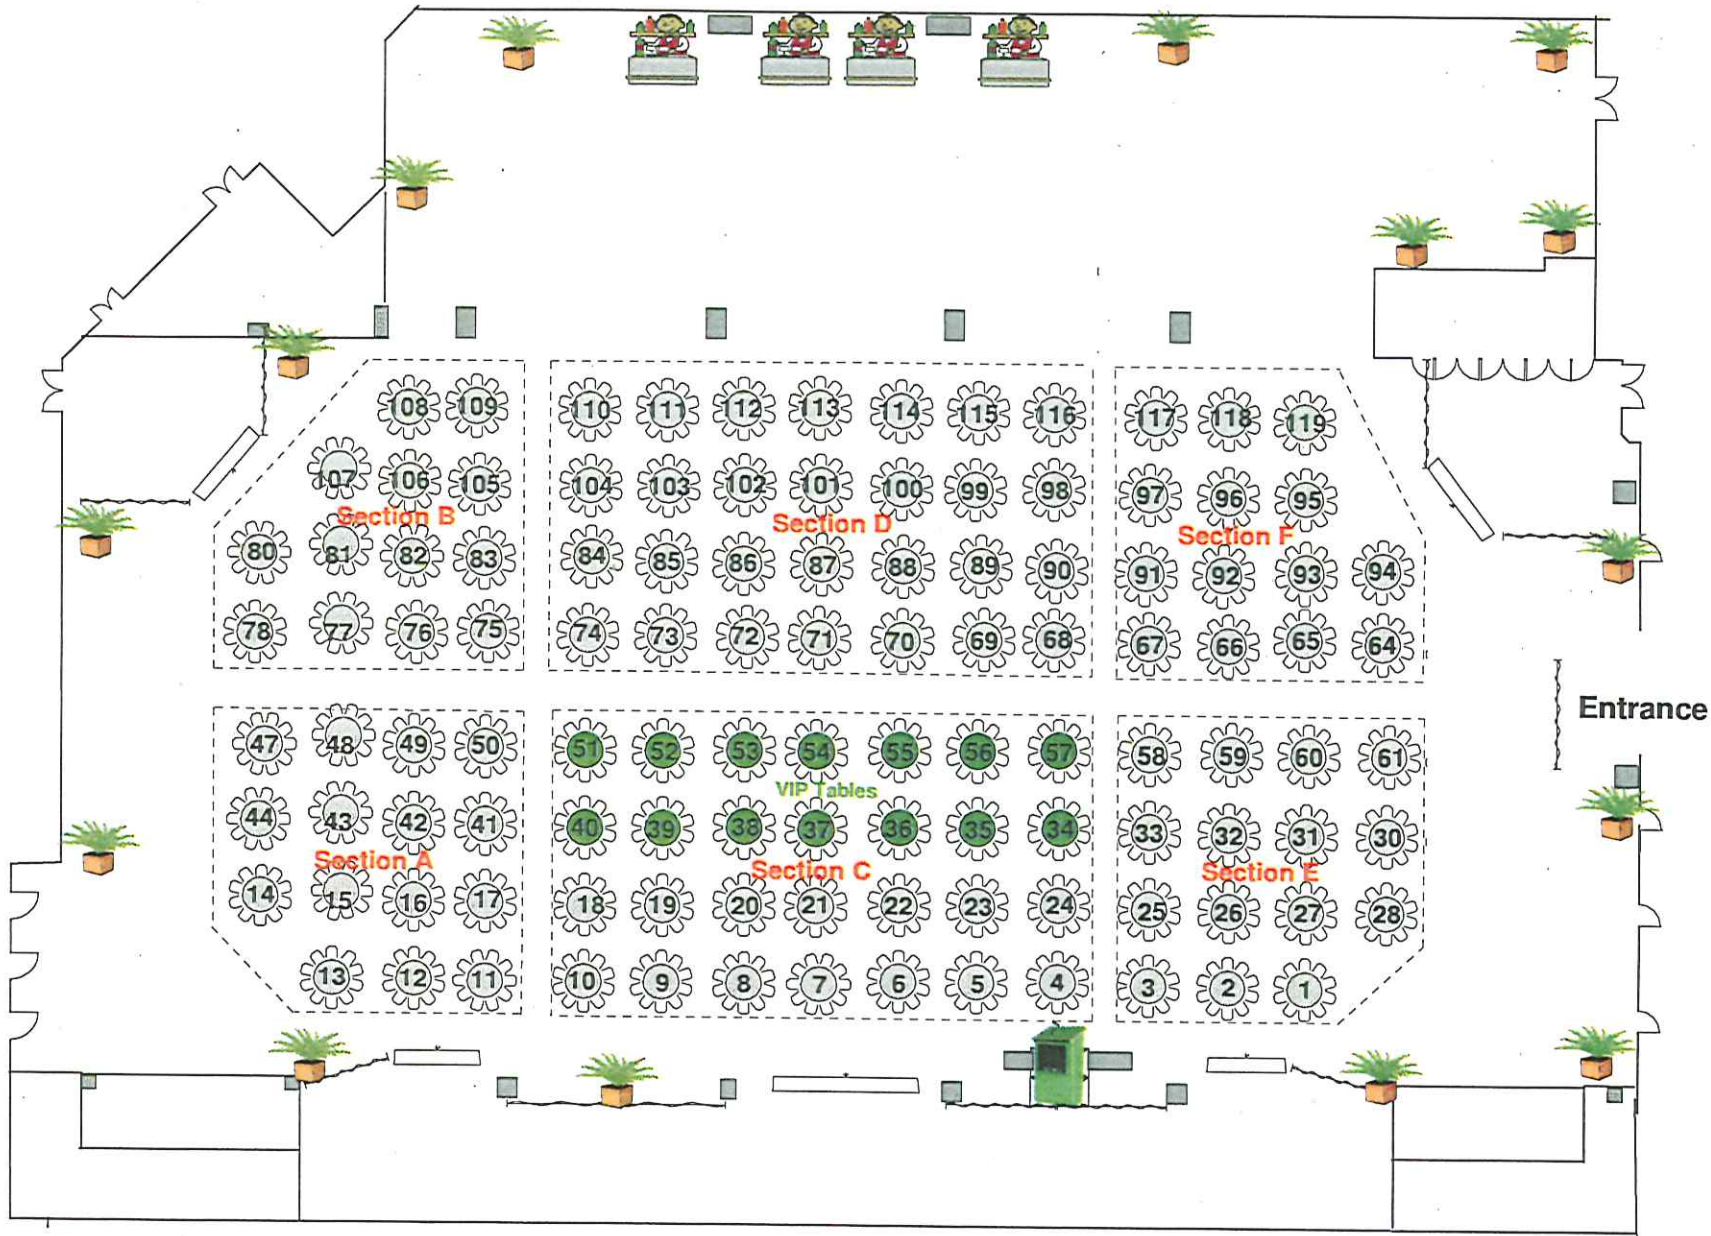 108 109 110 111 112 113 114 115 116 117 118 119
107 106 105 104 103 102 101 100 99 98 97 96 95
Section B Section D Section F
80 81 82 83 84 85 86 87 88 89 90 91 92 93 94
78 77 76 75 74 73 72 71 70 69 68 67 66 65 64
Entrance
47 48 49 50 51 52 53 54 55 56 57 58 59 60 61
VIP Tables
44 43 42 41 40 39 38 37 36 35 34 33 32 31 30
Section A Section C Section E
14 15 16 17 18 19 20 21 22 23 24 25 26 27 28
13 12 11 10 9 8 7 6 5 4 3 2 1